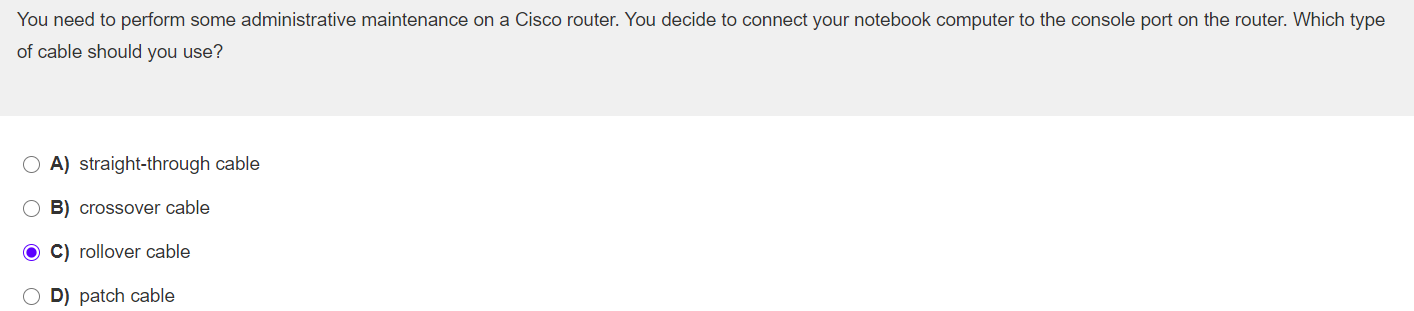 You need to perform some administrative maintenance on a Cisco router. You decide to connect your notebook computer to the console port on the router. Which type
of cable should you use?
A) straight-through cable
B) crossover cable
C) rollover cable
D) patch cable